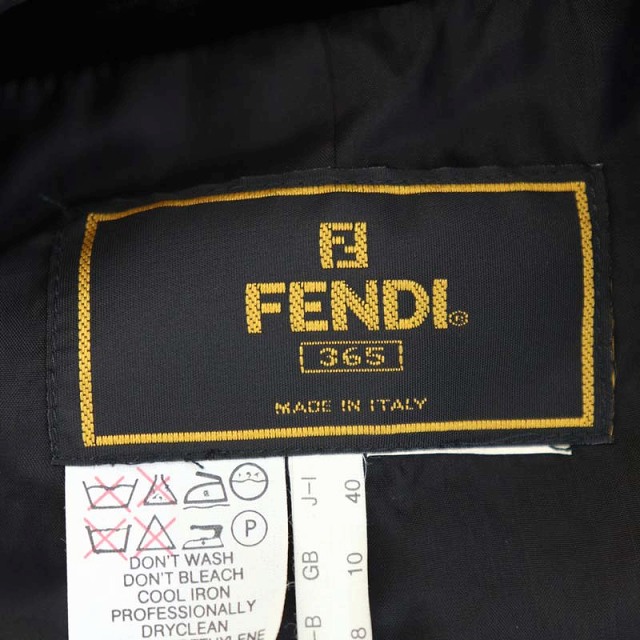 FENDI®
365
MADE IN ITALY
P
DON'T WASH
DON'T BLEACH
COOL IRON
PROFESSIONALLY
DRYCLEAN
J-I 40
GB 10